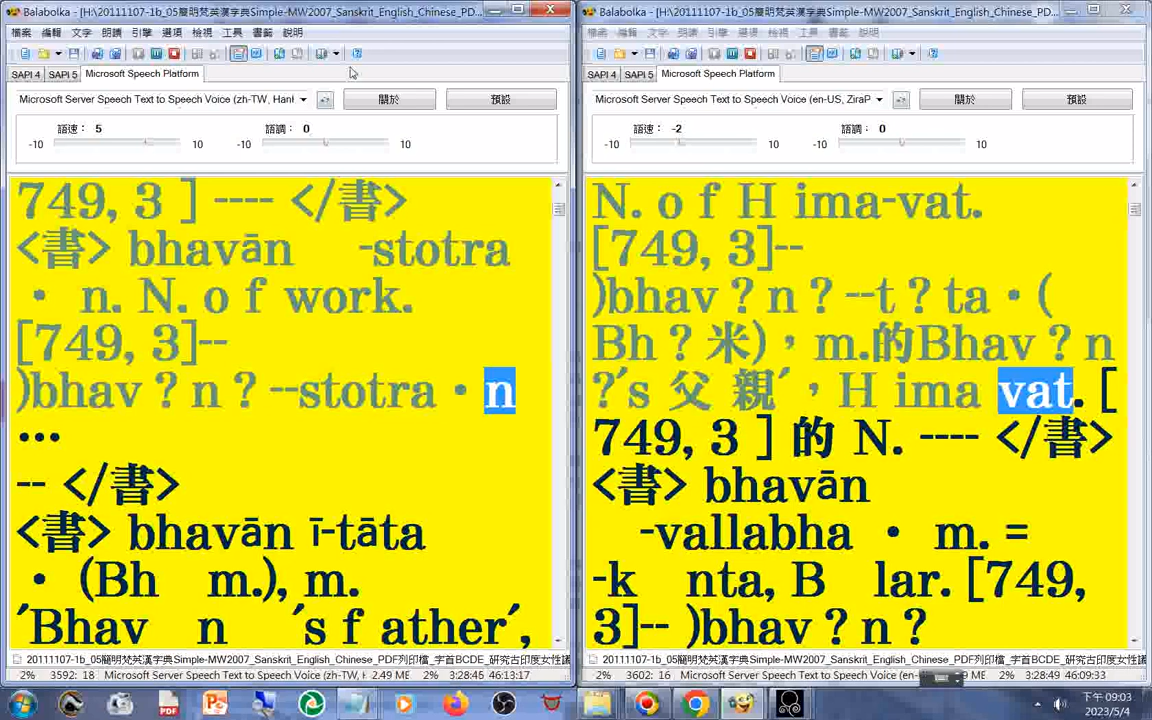 Balabolka - [H:\20111107-1b_05簡明梵英漢字典Simple-MW2007_Sanskrit_English_Chinese_PD...
檔案 編輯 文字 朗讀 引擎 選項 檢視 工具 書籤 說明
SAPI 4 SAPI 5 Microsoft Speech Platform
Microsoft Server Speech Text to Speech Voice (zh-TW, Hanl
關於 預設
語速： 5 語調： 0
-10 10 -10 10
749, 3 ] ---- </書>
<書> bhavān -stotra
• n. N. o f work.
[749, 3]--
)bhav？n？--stotra • n
...
-- </書>
<書> bhavān ī-tāta
• (Bh m.), m.
′Bhav n ′s f ather′,
20111107-1b_05簡明梵英漢字典Simple-MW2007_Sanskrit_English_Chinese_PDF列印檔_字首BCDE_研究古印度女性議
2% 3592: 18 Microsoft Server Speech Text to Speech Voice (zh-TW, H 2.49 ME 2% 3:28:45 46:13:17
Balabolka - [H:\20111107-1b_05簡明梵英漢字典Simple-MW2007_Sanskrit_English_Chinese_PD...
檔案 編輯 文字 朗讀 引擎 選項 檢視 工具 書籤 說明
SAPI 4 SAPI 5 Microsoft Speech Platform
Microsoft Server Speech Text to Speech Voice (en-US, ZiraP
關於 預設
語速： -2 語調： 0
-10 10 -10 10
N. o f H ima-vat.
[749, 3]--
)bhav？n？--t？ta • (
Bh？米)，m.的Bhav？n
？′s 父 親′，H ima vat. [
749, 3 ] 的 N. ---- </書>
<書> bhavān
-vallabha • m. =
-k nta, B lar. [749,
3]-- )bhav？n？
20111107-1b_05簡明梵英漢字典Simple-MW2007_Sanskrit_English_Chinese_PDF列印檔_字首BCDE_研究古印度女性議
2% 3602: 16 Microsoft Server Speech Text to Speech Voice (en-us 2% 3:28:49 46:09:33
下午 09:03
2023/5/4